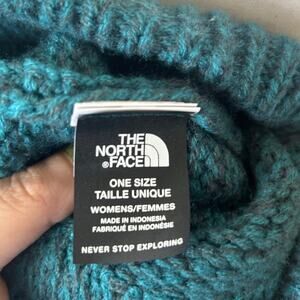 THE
NORTH
®FACE
ONE SIZE
TAILLE UNIQUE
WOMENS/FEMMES
MADE IN INDONESIA
FABRIQUÉ EN INDONÉSIE
NEVER STOP EXPLORING